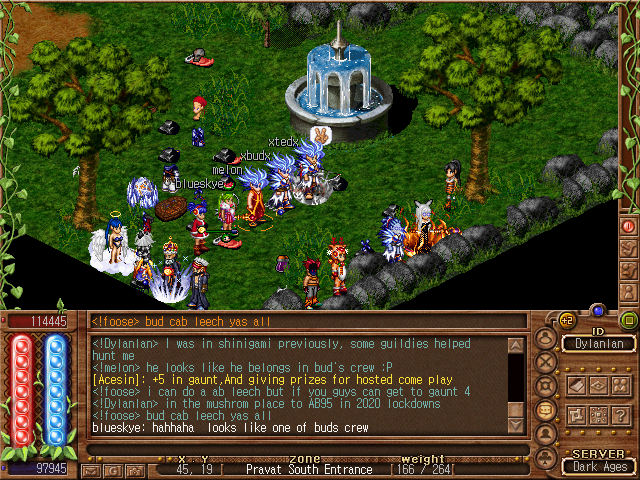 xtedx
xbudx
melon
blueskye
114445
<!foose> bud cab leech yas all
+2
ID
Dylanlan
<!Dylanlan> I was in shinigami previously, some guildies helped
hunt me
<!melon> he looks like he belongs in bud`s crew :P
[Acesin]: +5 in gaunt,And giving prizes for hosted come play
<!foose> i can do a ab leech but if you guys can get to gaunt 4
<!Dylanlan> in the mushrom place to AB95 in 2020 lockdowns
<!foose> bud cab leech yas all
blueskye: hahhaha looks like one of buds crew
97945
X Y
ZONE
weight
45, 19
Pravat South Entrance
166 / 264
SERVER
Dark Ages